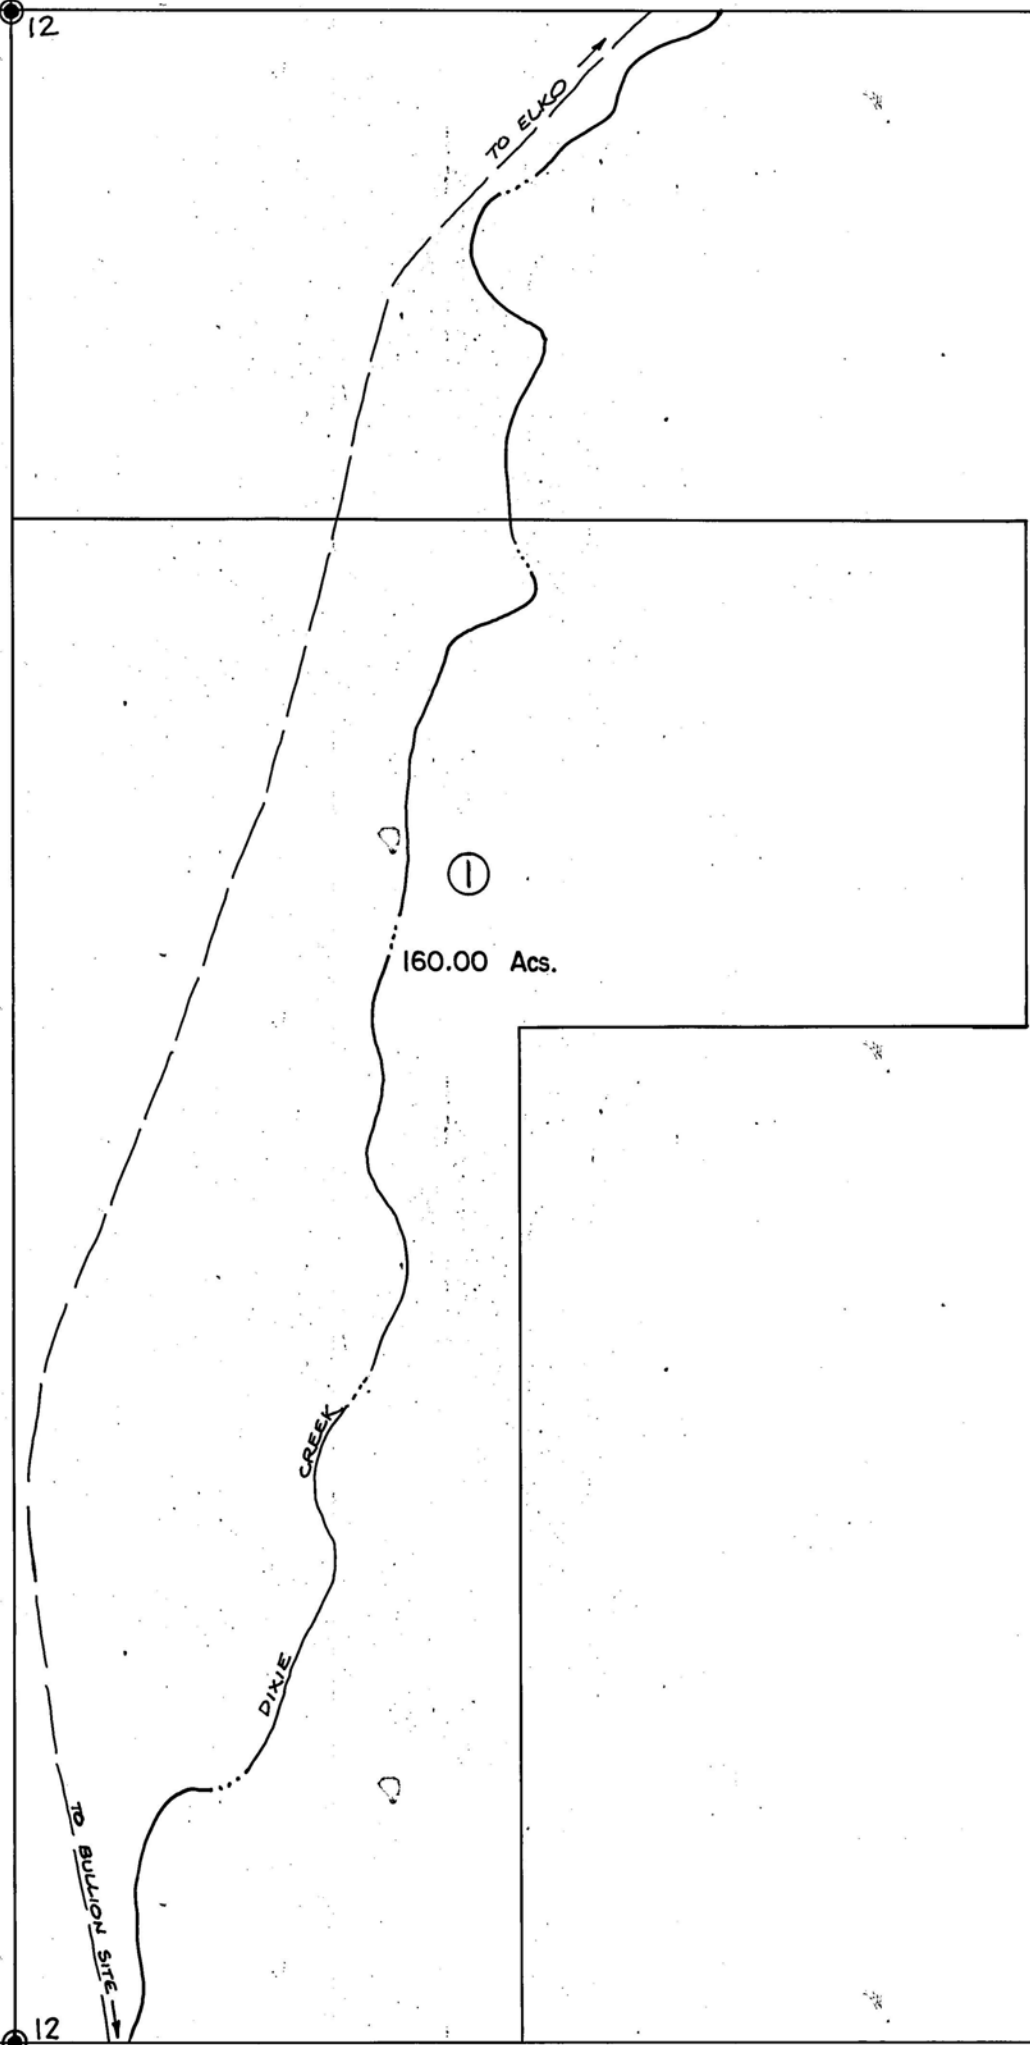 12
TO ELKO
1
160.00 Acs.
CREEK
DIXIE
TO BULLION SITE
12